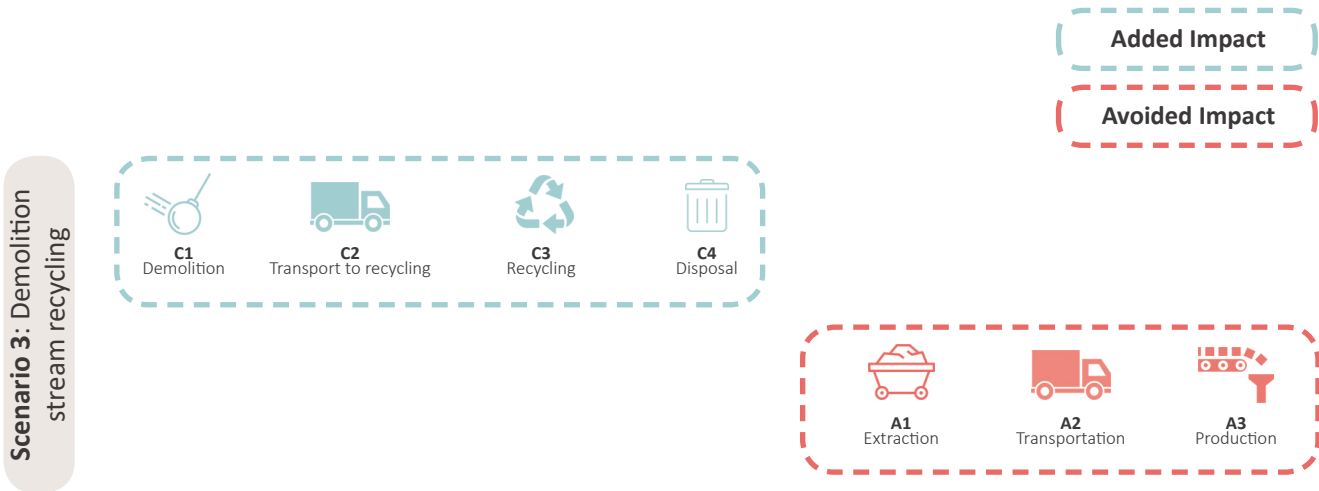 Added Impact
Avoided Impact
Scenario 3: Demolition
stream recycling
C1
Demolition
C2
Transport to recycling
C3
Recycling
C4
Disposal
A1
Extraction
A2
Transportation
A3
Production